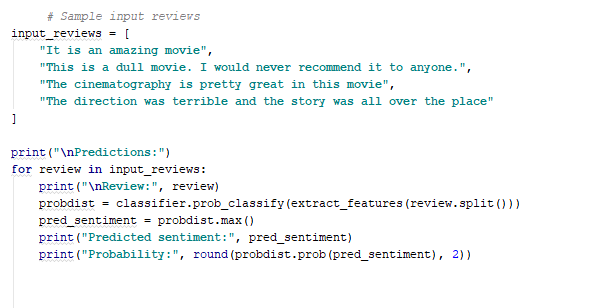 # Sample input reviews
input_reviews = [
"It is an amazing movie",
"This is a dull movie. I would never recommend it to anyone.",
"The cinematography is pretty great in this movie",
"The direction was terrible and the story was all over the place"
]
print("\nPredictions:")
for review in input_reviews:
print("\nReview:", review)
probdist = classifier.prob_classify(extract_features(review.split()))
pred_sentiment = probdist.max()
print("Predicted sentiment:", pred_sentiment)
print("Probability:", round(probdist.prob(pred_sentiment), 2))